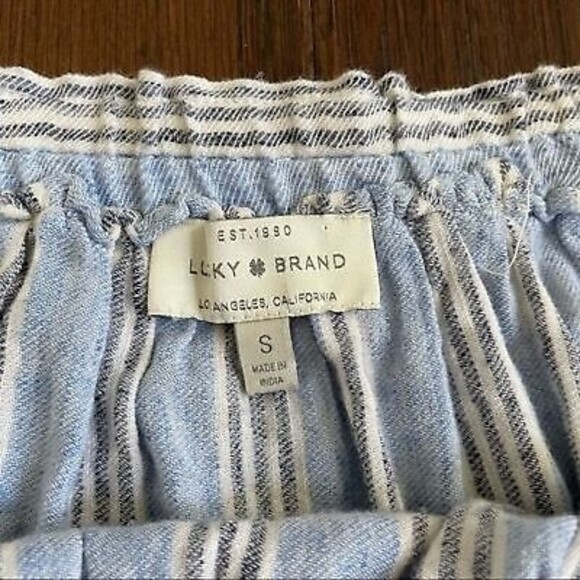 EST.1990
LUCKY BRAND
LOS ANGELES, CALIFORNIA
S
MADE IN
INDIA